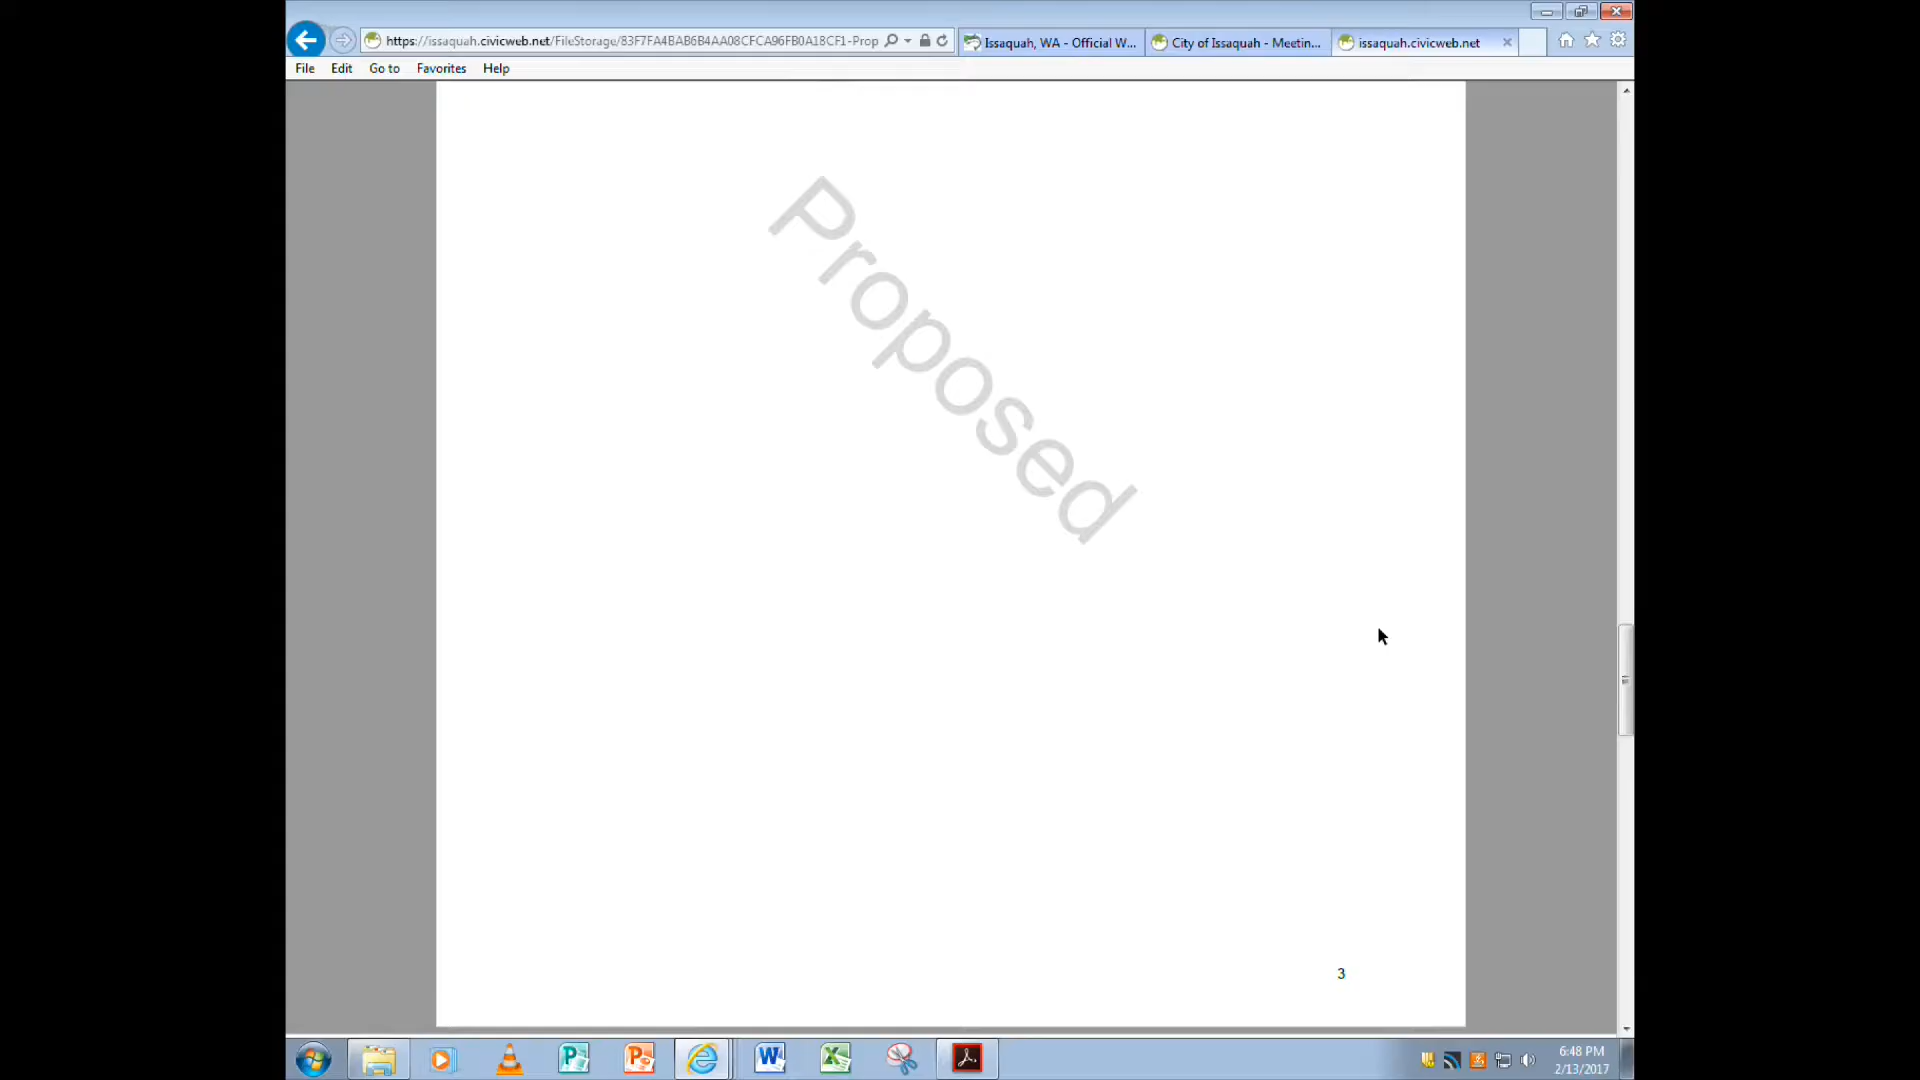 https://issaquah.civicweb.net/FileStorage/83F7FA4BAB6B4AA08CFCA96FB0A18CF1-Prop
Issaquah, WA - Official W...
City of Issaquah - Meetin...
issaquah.civicweb.net
File Edit Go to Favorites Help
Proposed
3
6:48 PM
2/13/2017